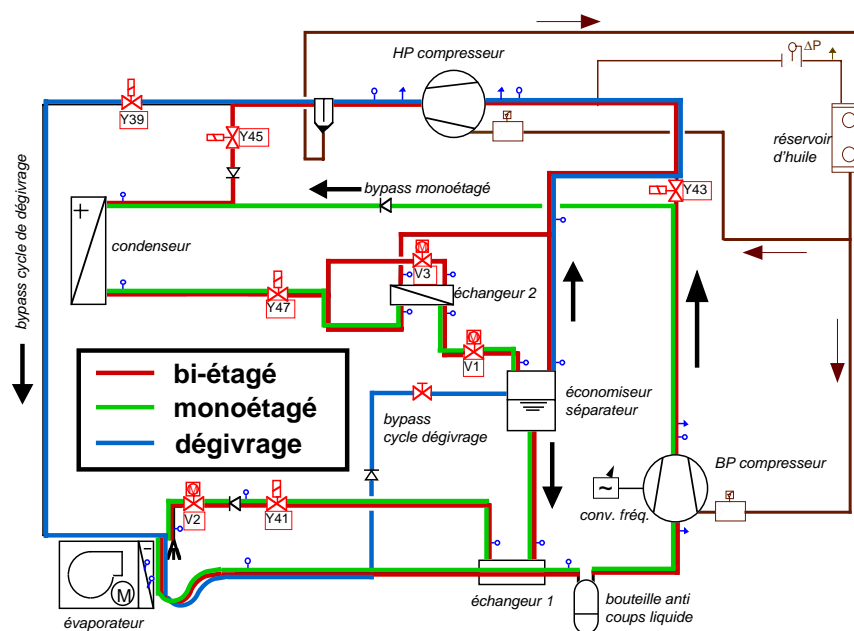 HP compresseur
ΔP
Y39
Y45
réservoir
d'huile
bypass monoétagé
Y43
bypass cycle de dégivrage
+
condenseur
M
V3
échangeur 2
Y47
M
V1
bi-étagé
monoétagé
dégivrage
économiseur
séparateur
bypass
cycle dégivrage
BP compresseur
~
conv. fréq.
M
V2
Y41
M
évaporateur
échangeur 1
bouteille anti
coups liquide